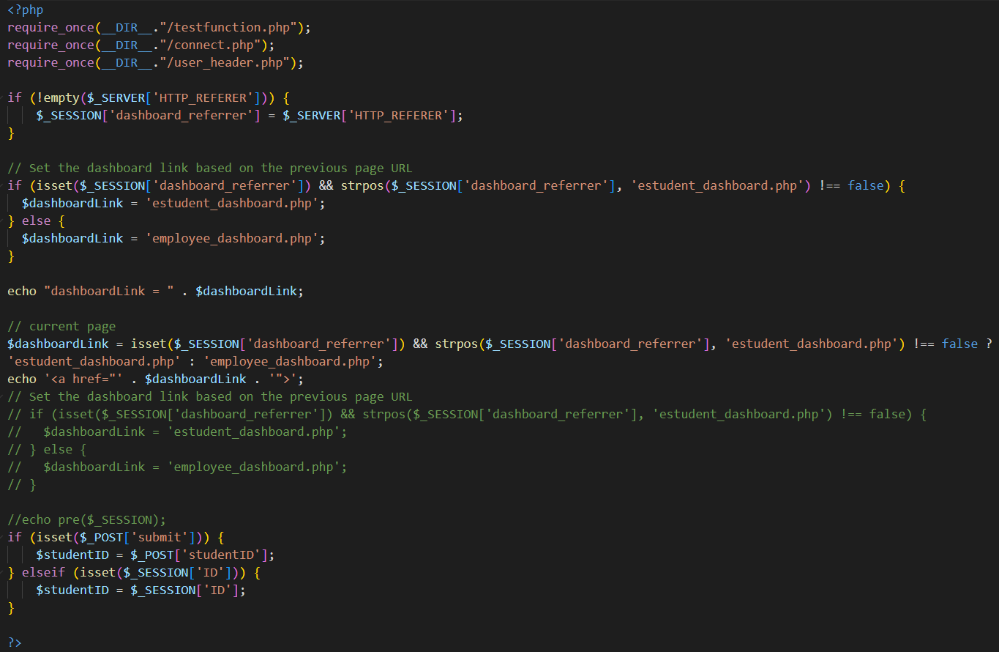 <?php
require_once(__DIR__."/testfunction.php");
require_once(__DIR__."/connect.php");
require_once(__DIR__."/user_header.php");

if (!empty($_SERVER['HTTP_REFERER'])) {
    $_SESSION['dashboard_referrer'] = $_SERVER['HTTP_REFERER'];
}

// Set the dashboard link based on the previous page URL
if (isset($_SESSION['dashboard_referrer']) && strpos($_SESSION['dashboard_referrer'], 'estudent_dashboard.php') !== false) {
  $dashboardLink = 'estudent_dashboard.php';
} else {
  $dashboardLink = 'employee_dashboard.php';
}

echo "dashboardLink = " . $dashboardLink;

// current page
$dashboardLink = isset($_SESSION['dashboard_referrer']) && strpos($_SESSION['dashboard_referrer'], 'estudent_dashboard.php') !== false ?
'estudent_dashboard.php' : 'employee_dashboard.php';
echo '<a href="' . $dashboardLink . '">';
// Set the dashboard link based on the previous page URL
// if (isset($_SESSION['dashboard_referrer']) && strpos($_SESSION['dashboard_referrer'], 'estudent_dashboard.php') !== false) {
//   $dashboardLink = 'estudent_dashboard.php';
// } else {
//   $dashboardLink = 'employee_dashboard.php';
// }

//echo pre($_SESSION);
if (isset($_POST['submit'])) {
    $studentID = $_POST['studentID'];
} elseif (isset($_SESSION['ID'])) {
    $studentID = $_SESSION['ID'];
}

?>